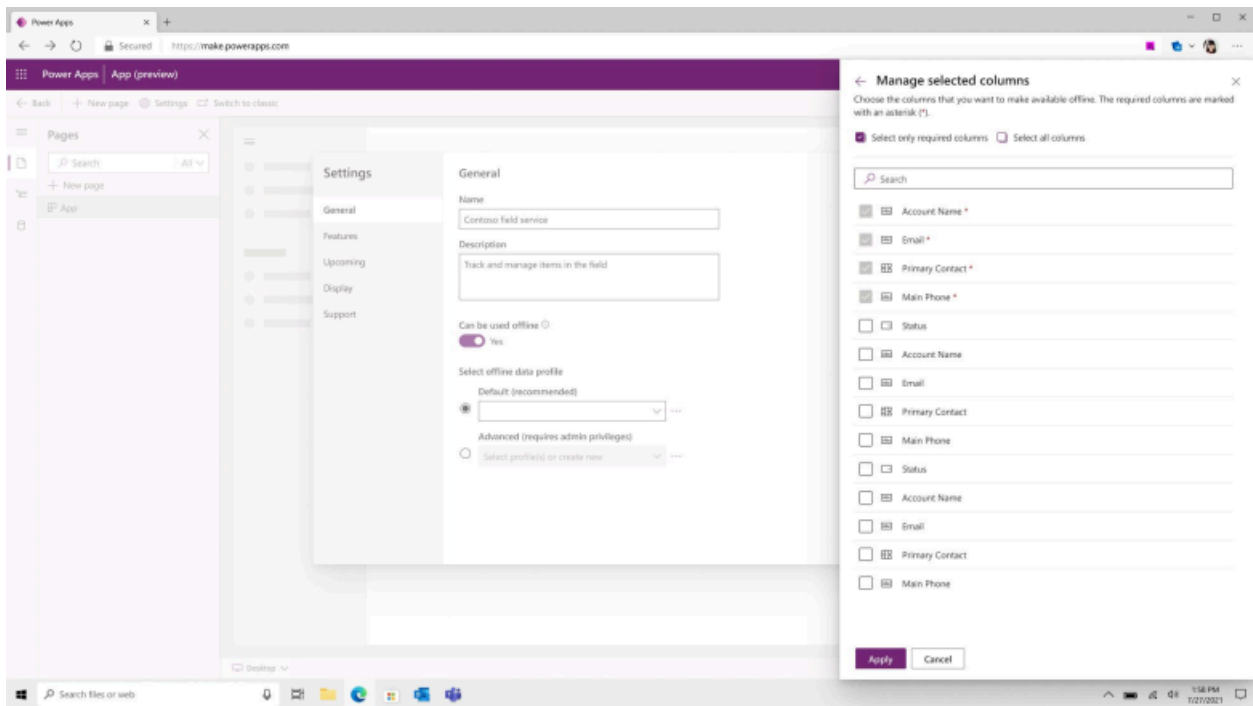 Power Apps
Secured https://make.powerapps.com
Power Apps App (preview)
Back New page Settings Switch to classic
Pages
Search All
New page
App
Settings
General
Features
Upcoming
Display
Support
General
Name
Contoso field service
Description
Track and manage items in the field
Can be used offline
Yes
Select offline data profile
Default (recommended)
Advanced (requires admin privileges)
Select profile(s) or create new
Desktop
Manage selected columns
Choose the columns that you want to make available offline. The required columns are marked
with an asterisk (*).
Select only required columns Select all columns
Search
Account Name *
Email *
Primary Contact *
Main Phone *
Status
Account Name
Email
Primary Contact
Main Phone
Status
Account Name
Email
Primary Contact
Main Phone
Apply Cancel
Search files or web
1:58 PM
7/27/2021